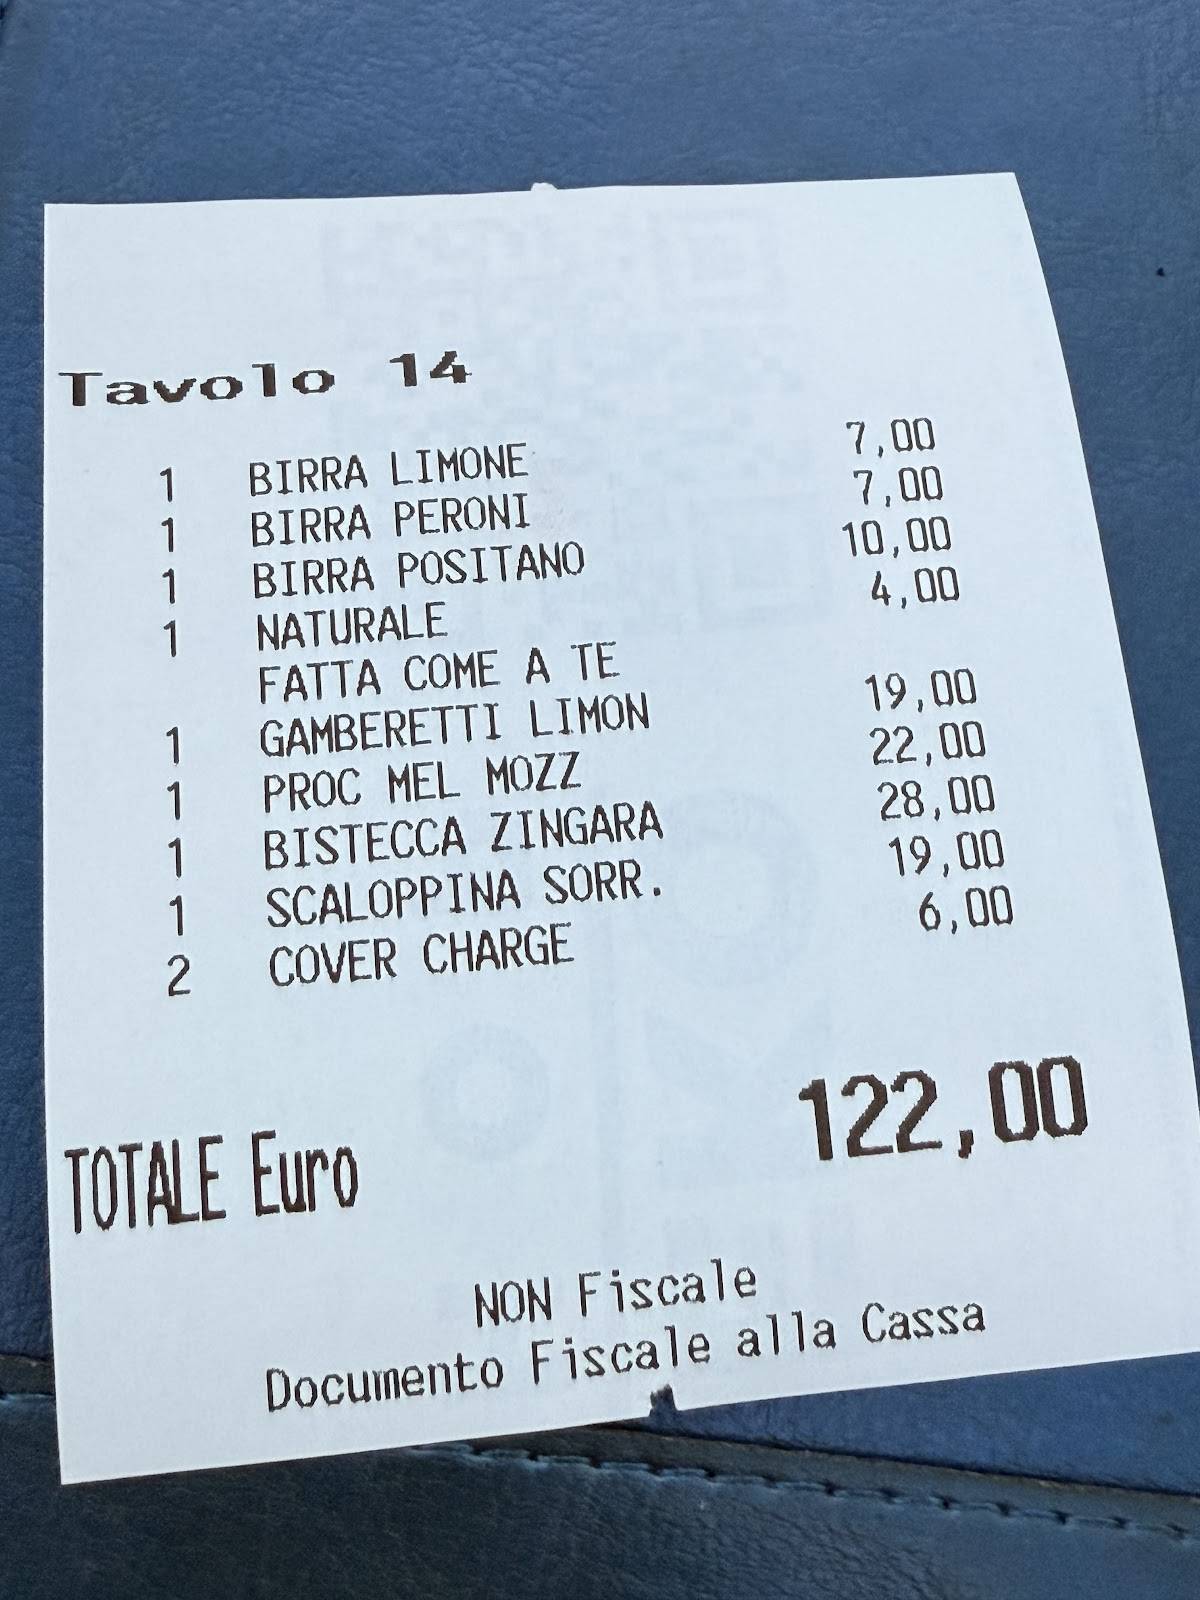 Tavolo 14
1 BIRRA LIMONE 7,00
1 BIRRA PERONI 7,00
1 BIRRA POSITANO 10,00
1 NATURALE 4,00
FATTA COME A TE
1 GAMBERETTI LIMON 19,00
1 PROC MEL MOZZ 22,00
1 BISTECCA ZINGARA 28,00
1 SCALOPPINA SORR. 19,00
2 COVER CHARGE 6,00
TOTALE Euro 122,00
NON Fiscale
Documento Fiscale alla Cassa